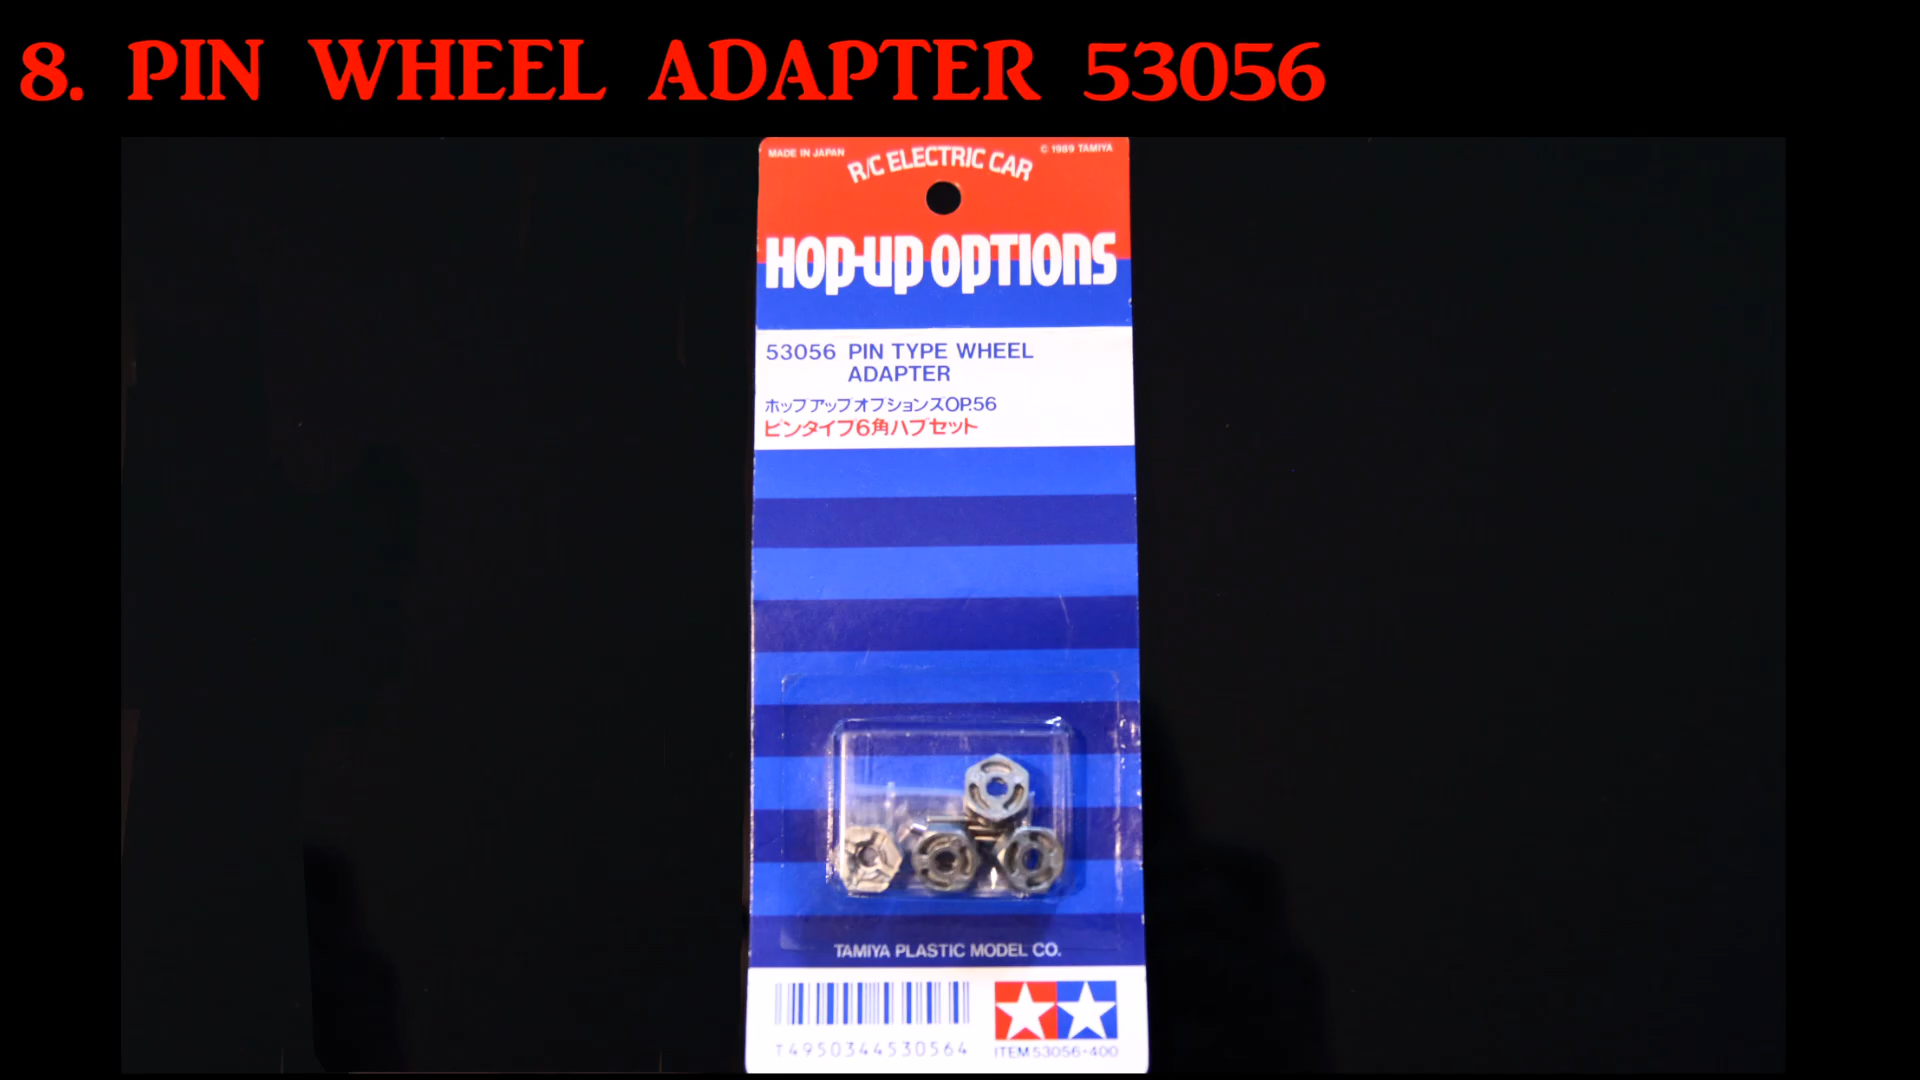 8. PIN WHEEL ADAPTER 53056
MADE IN JAPAN
© 1989 TAMIYA
R/C ELECTRIC CAR
HOP-UP OPTIONS
53056 PIN TYPE WHEEL
ADAPTER
ホップアップオプションズOP.56
ピンタイプ6角ハブセット
TAMIYA PLASTIC MODEL CO.
T4950344530564
ITEM 53056・400